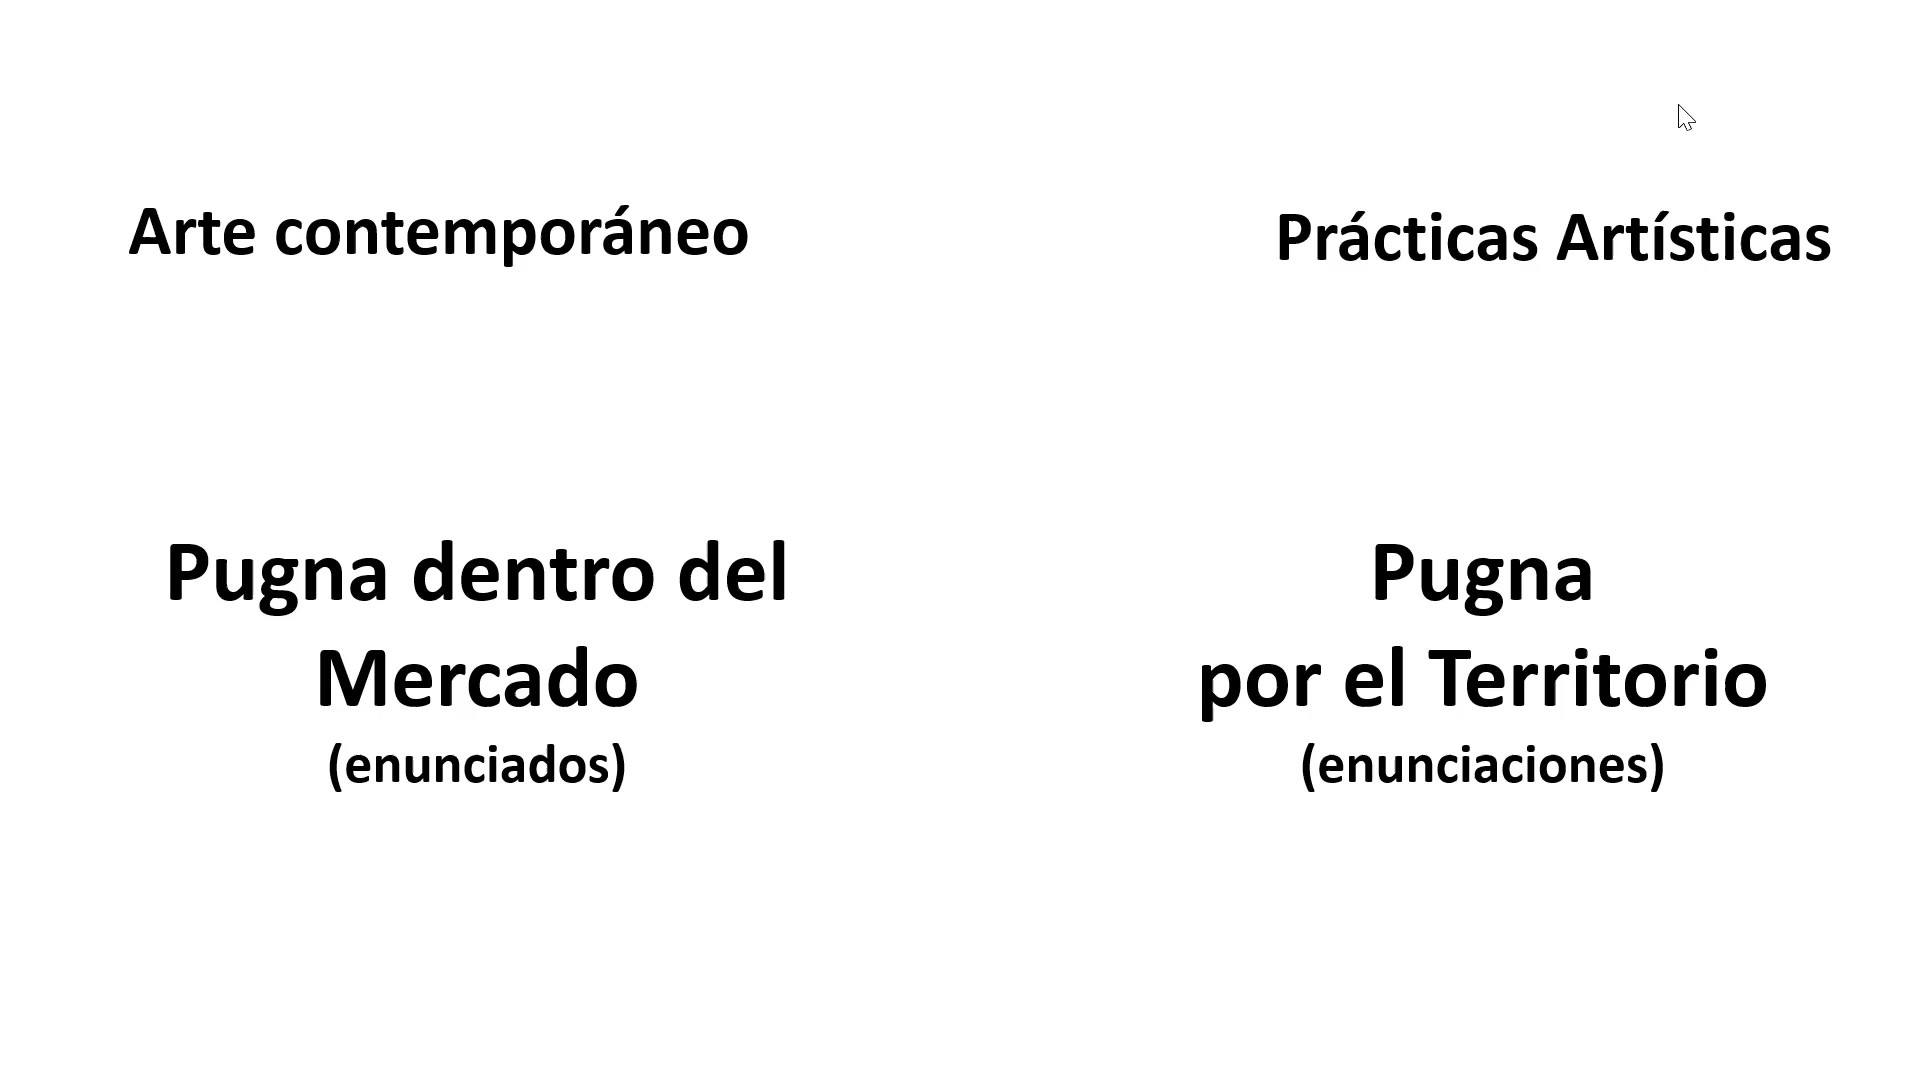 Arte contemporáneo
Prácticas Artísticas
Pugna dentro del
Mercado
(enunciados)
Pugna
por el Territorio
(enunciaciones)